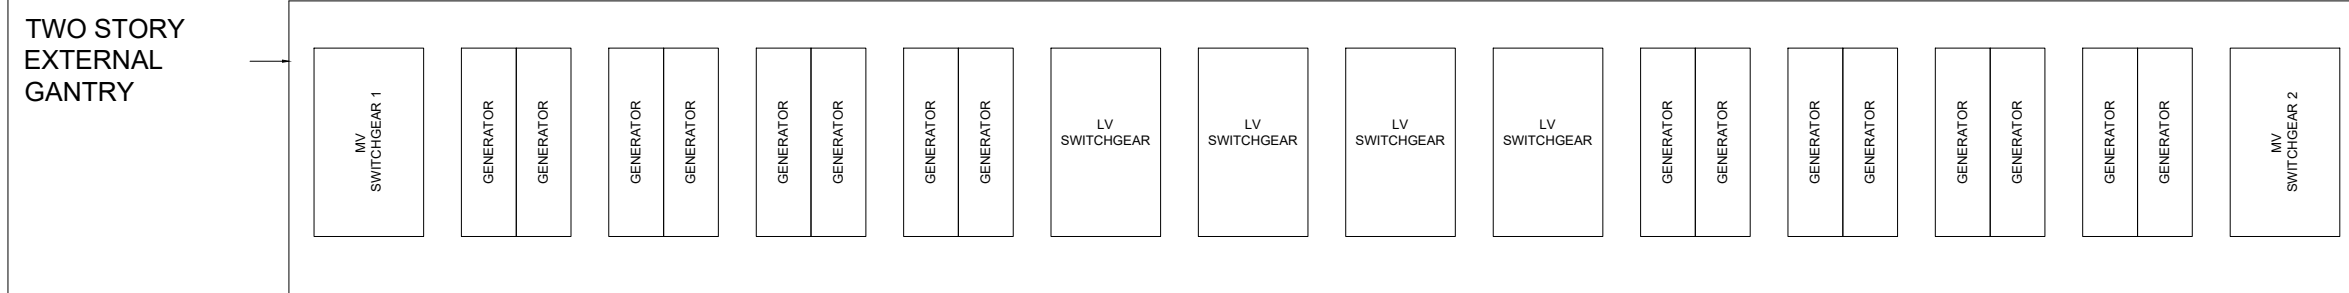 TWO STORY
EXTERNAL
GANTRY
MV
SWITCHGEAR 1
GENERATOR
GENERATOR
GENERATOR
GENERATOR
GENERATOR
GENERATOR
GENERATOR
GENERATOR
LV
SWITCHGEAR
LV
SWITCHGEAR
LV
SWITCHGEAR
LV
SWITCHGEAR
GENERATOR
GENERATOR
GENERATOR
GENERATOR
GENERATOR
GENERATOR
GENERATOR
GENERATOR
MV
SWITCHGEAR 2